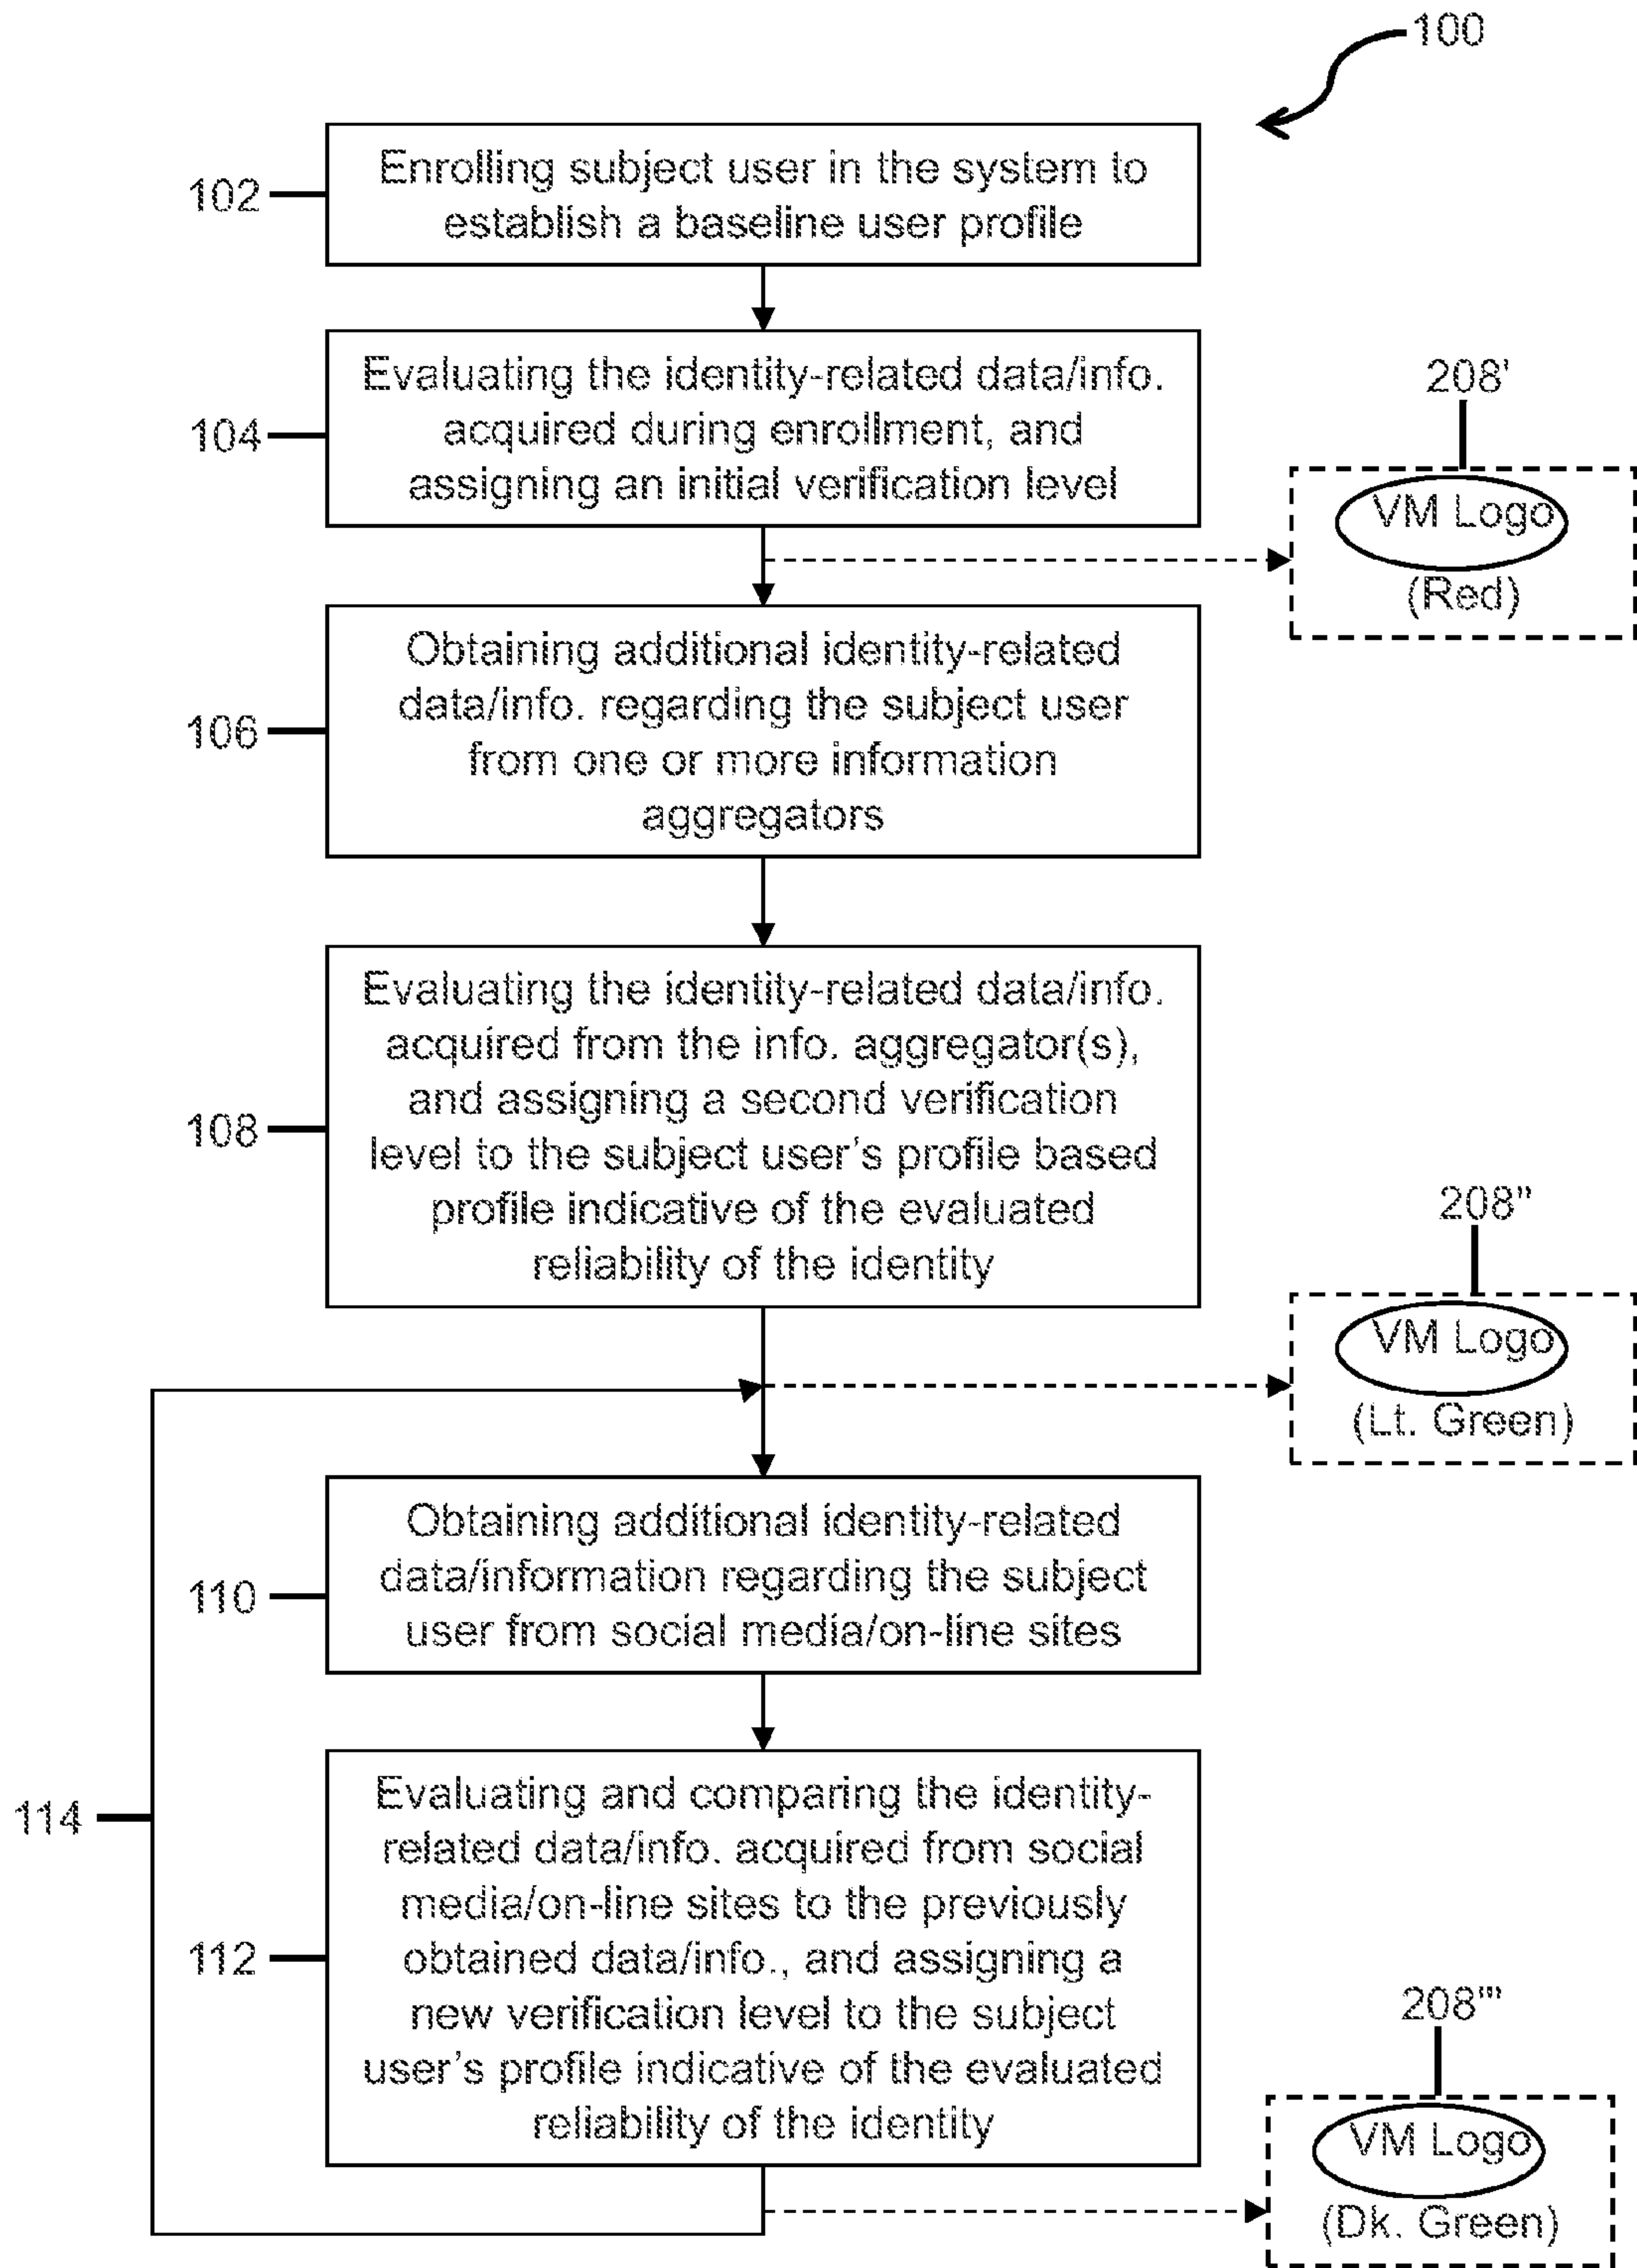 100
102
Enrolling subject user in the system to
establish a baseline user profile
104
Evaluating the identity-related data/info.
acquired during enrollment, and
assigning an initial verification level
208'
VM Logo
(Red)
106
Obtaining additional identity-related
data/info. regarding the subject user
from one or more information
aggregators
108
Evaluating the identity-related data/info.
acquired from the info. aggregator(s),
and assigning a second verification
level to the subject user's profile based
profile indicative of the evaluated
reliability of the identity
208''
VM Logo
(Lt. Green)
110
Obtaining additional identity-related
data/information regarding the subject
user from social media/on-line sites
114
112
Evaluating and comparing the identity-
related data/info. acquired from social
media/on-line sites to the previously
obtained data/info., and assigning a
new verification level to the subject
user's profile indicative of the evaluated
reliability of the identity
208'''
VM Logo
(Dk. Green)